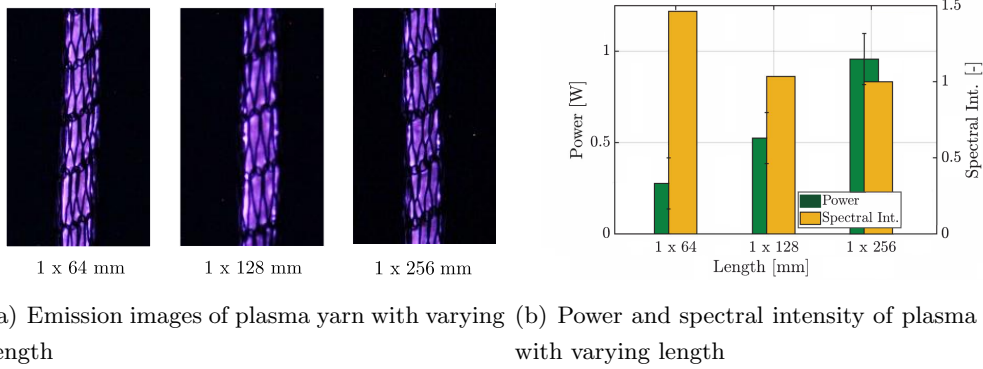 1 x 64 mm
1 x 128 mm
1 x 256 mm
a) Emission images of plasma yarn with varying
ength
Power [W]
1
0.5
0
1.5
1
0.5
0
Spectral Int. [-]
Power
Spectral Int.
1 x 64
1 x 128
1 x 256
Length [mm]
(b) Power and spectral intensity of plasma
with varying length